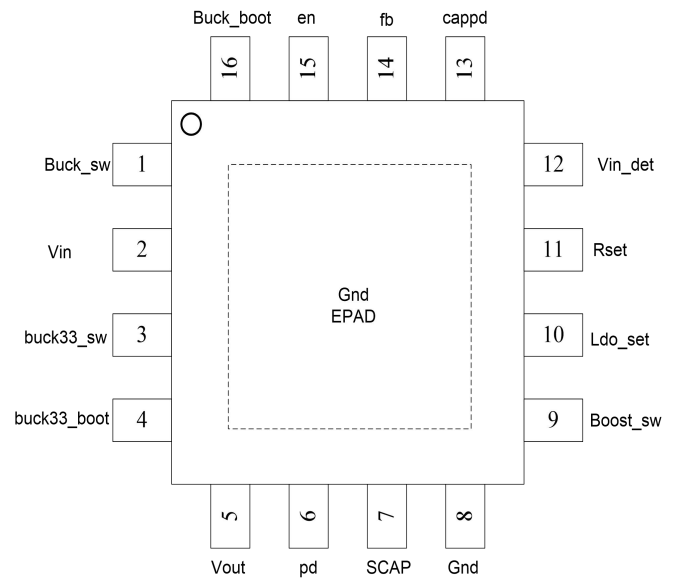 Buck_boot en fb cappd
16 15 14 13
Buck_sw 1 12 Vin_det
Vin 2 11 Rset
Gnd
EPAD
buck33_sw 3 10 Ldo_set
buck33_boot 4 9 Boost_sw
5 6 7 8
Vout pd SCAP Gnd